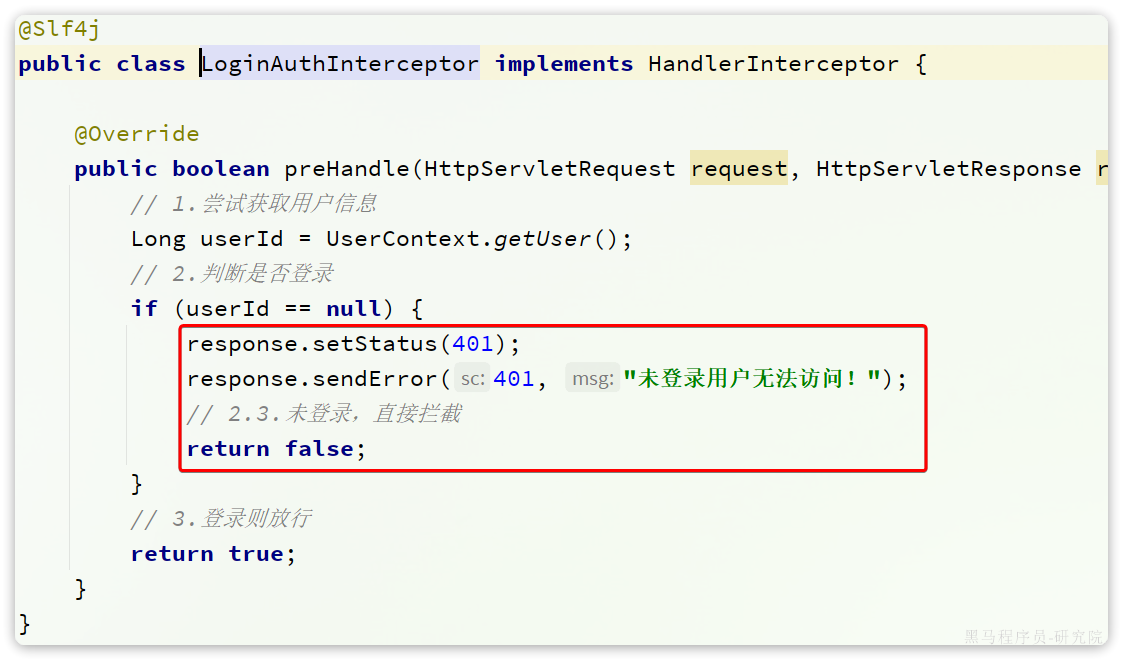 @Slf4j
public class LoginAuthInterceptor implements HandlerInterceptor {
@Override
public boolean preHandle(HttpServletRequest request, HttpServletResponse r
// 1.尝试获取用户信息
Long userId = UserContext.getUser();
// 2.判断是否登录
if (userId == null) {
response.setStatus(401);
response.sendError( sc: 401, msg: "未登录用户无法访问！");
// 2.3.未登录，直接拦截
return false;
}
// 3.登录则放行
return true;
}
}
黑马程序员-研究院